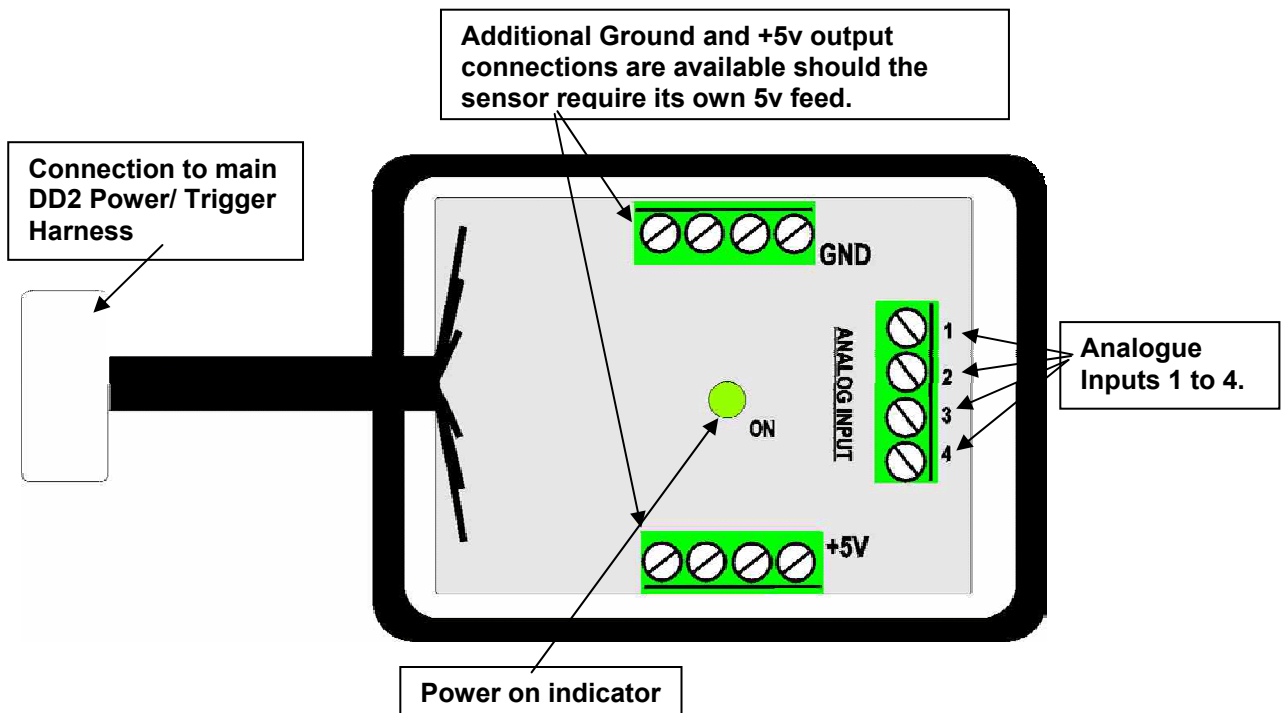 Additional Ground and +5v output
connections are available should the
sensor require its own 5v feed.
Connection to main
DD2 Power/ Trigger
Harness
GND
ANALOG INPUT
1
2
3
4
Analogue
Inputs 1 to 4.
ON
+5V
Power on indicator